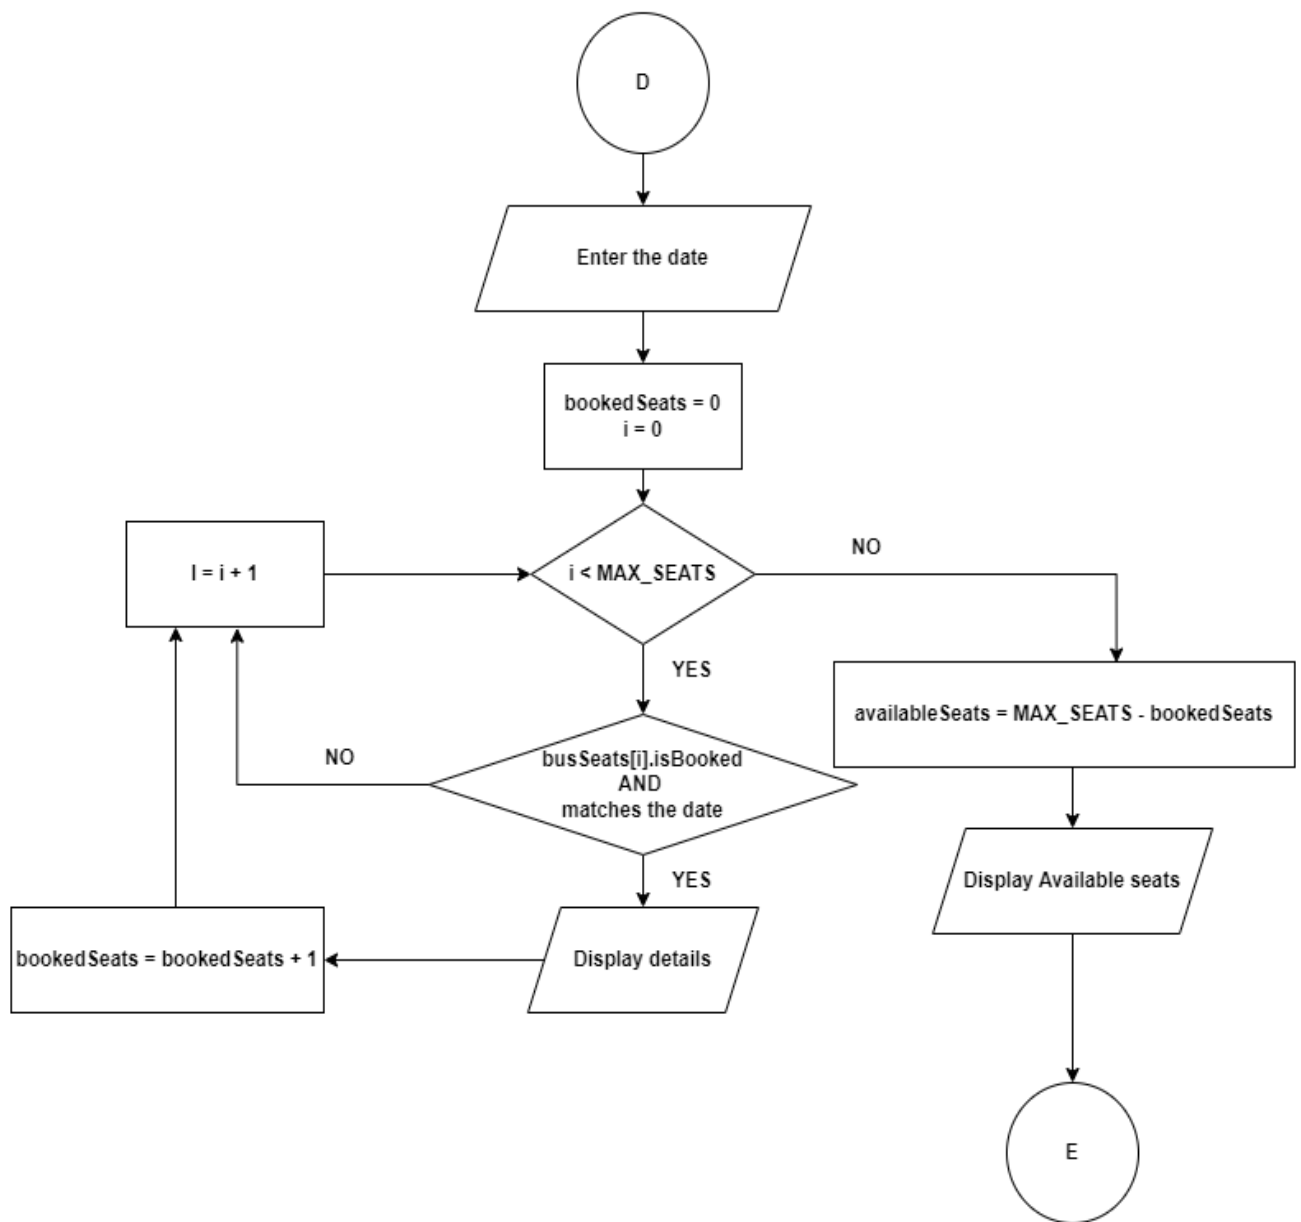 D
Enter the date
bookedSeats = 0
i = 0
I = i + 1
i < MAX_SEATS
NO
YES
availableSeats = MAX_SEATS - bookedSeats
NO
busSeats[i].isBooked
AND
matches the date
YES
Display Available seats
bookedSeats = bookedSeats + 1
Display details
E